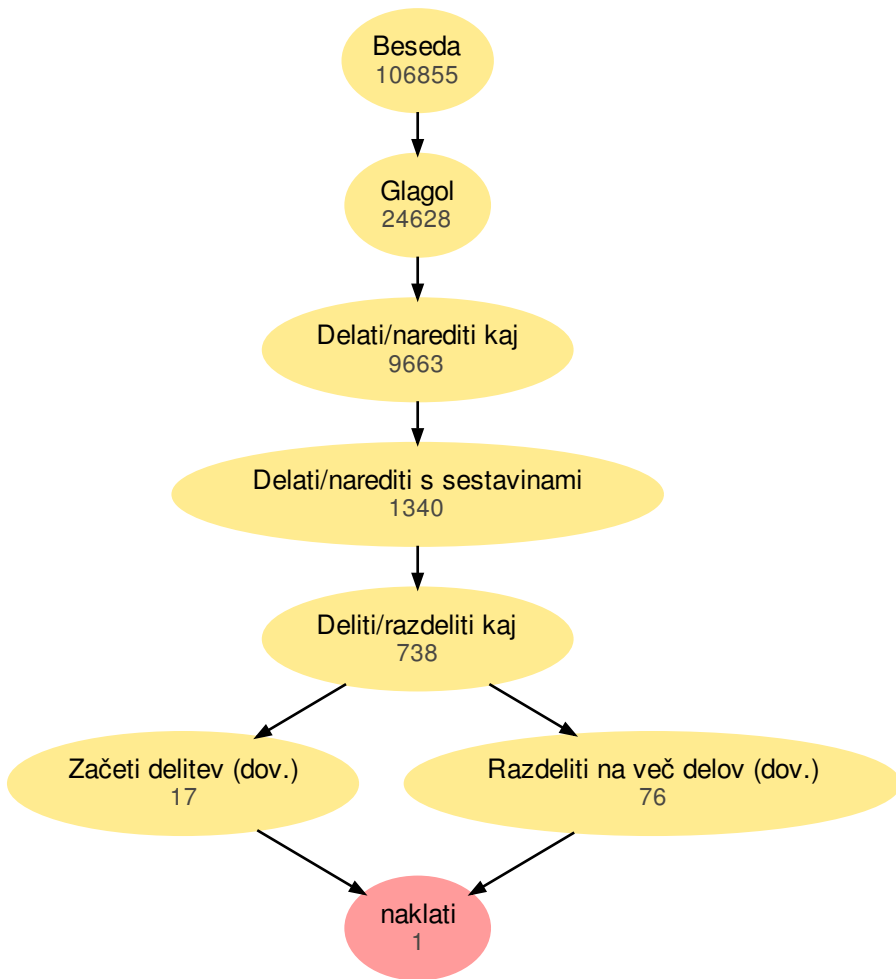 Beseda
106855
Glagol
24628
Delati/narediti kaj
9663
Delati/narediti s sestavinami
1340
Deliti/razdeliti kaj
738
Začeti delitev (dov.)
17
Razdeliti na več delov (dov.)
76
naklati
1